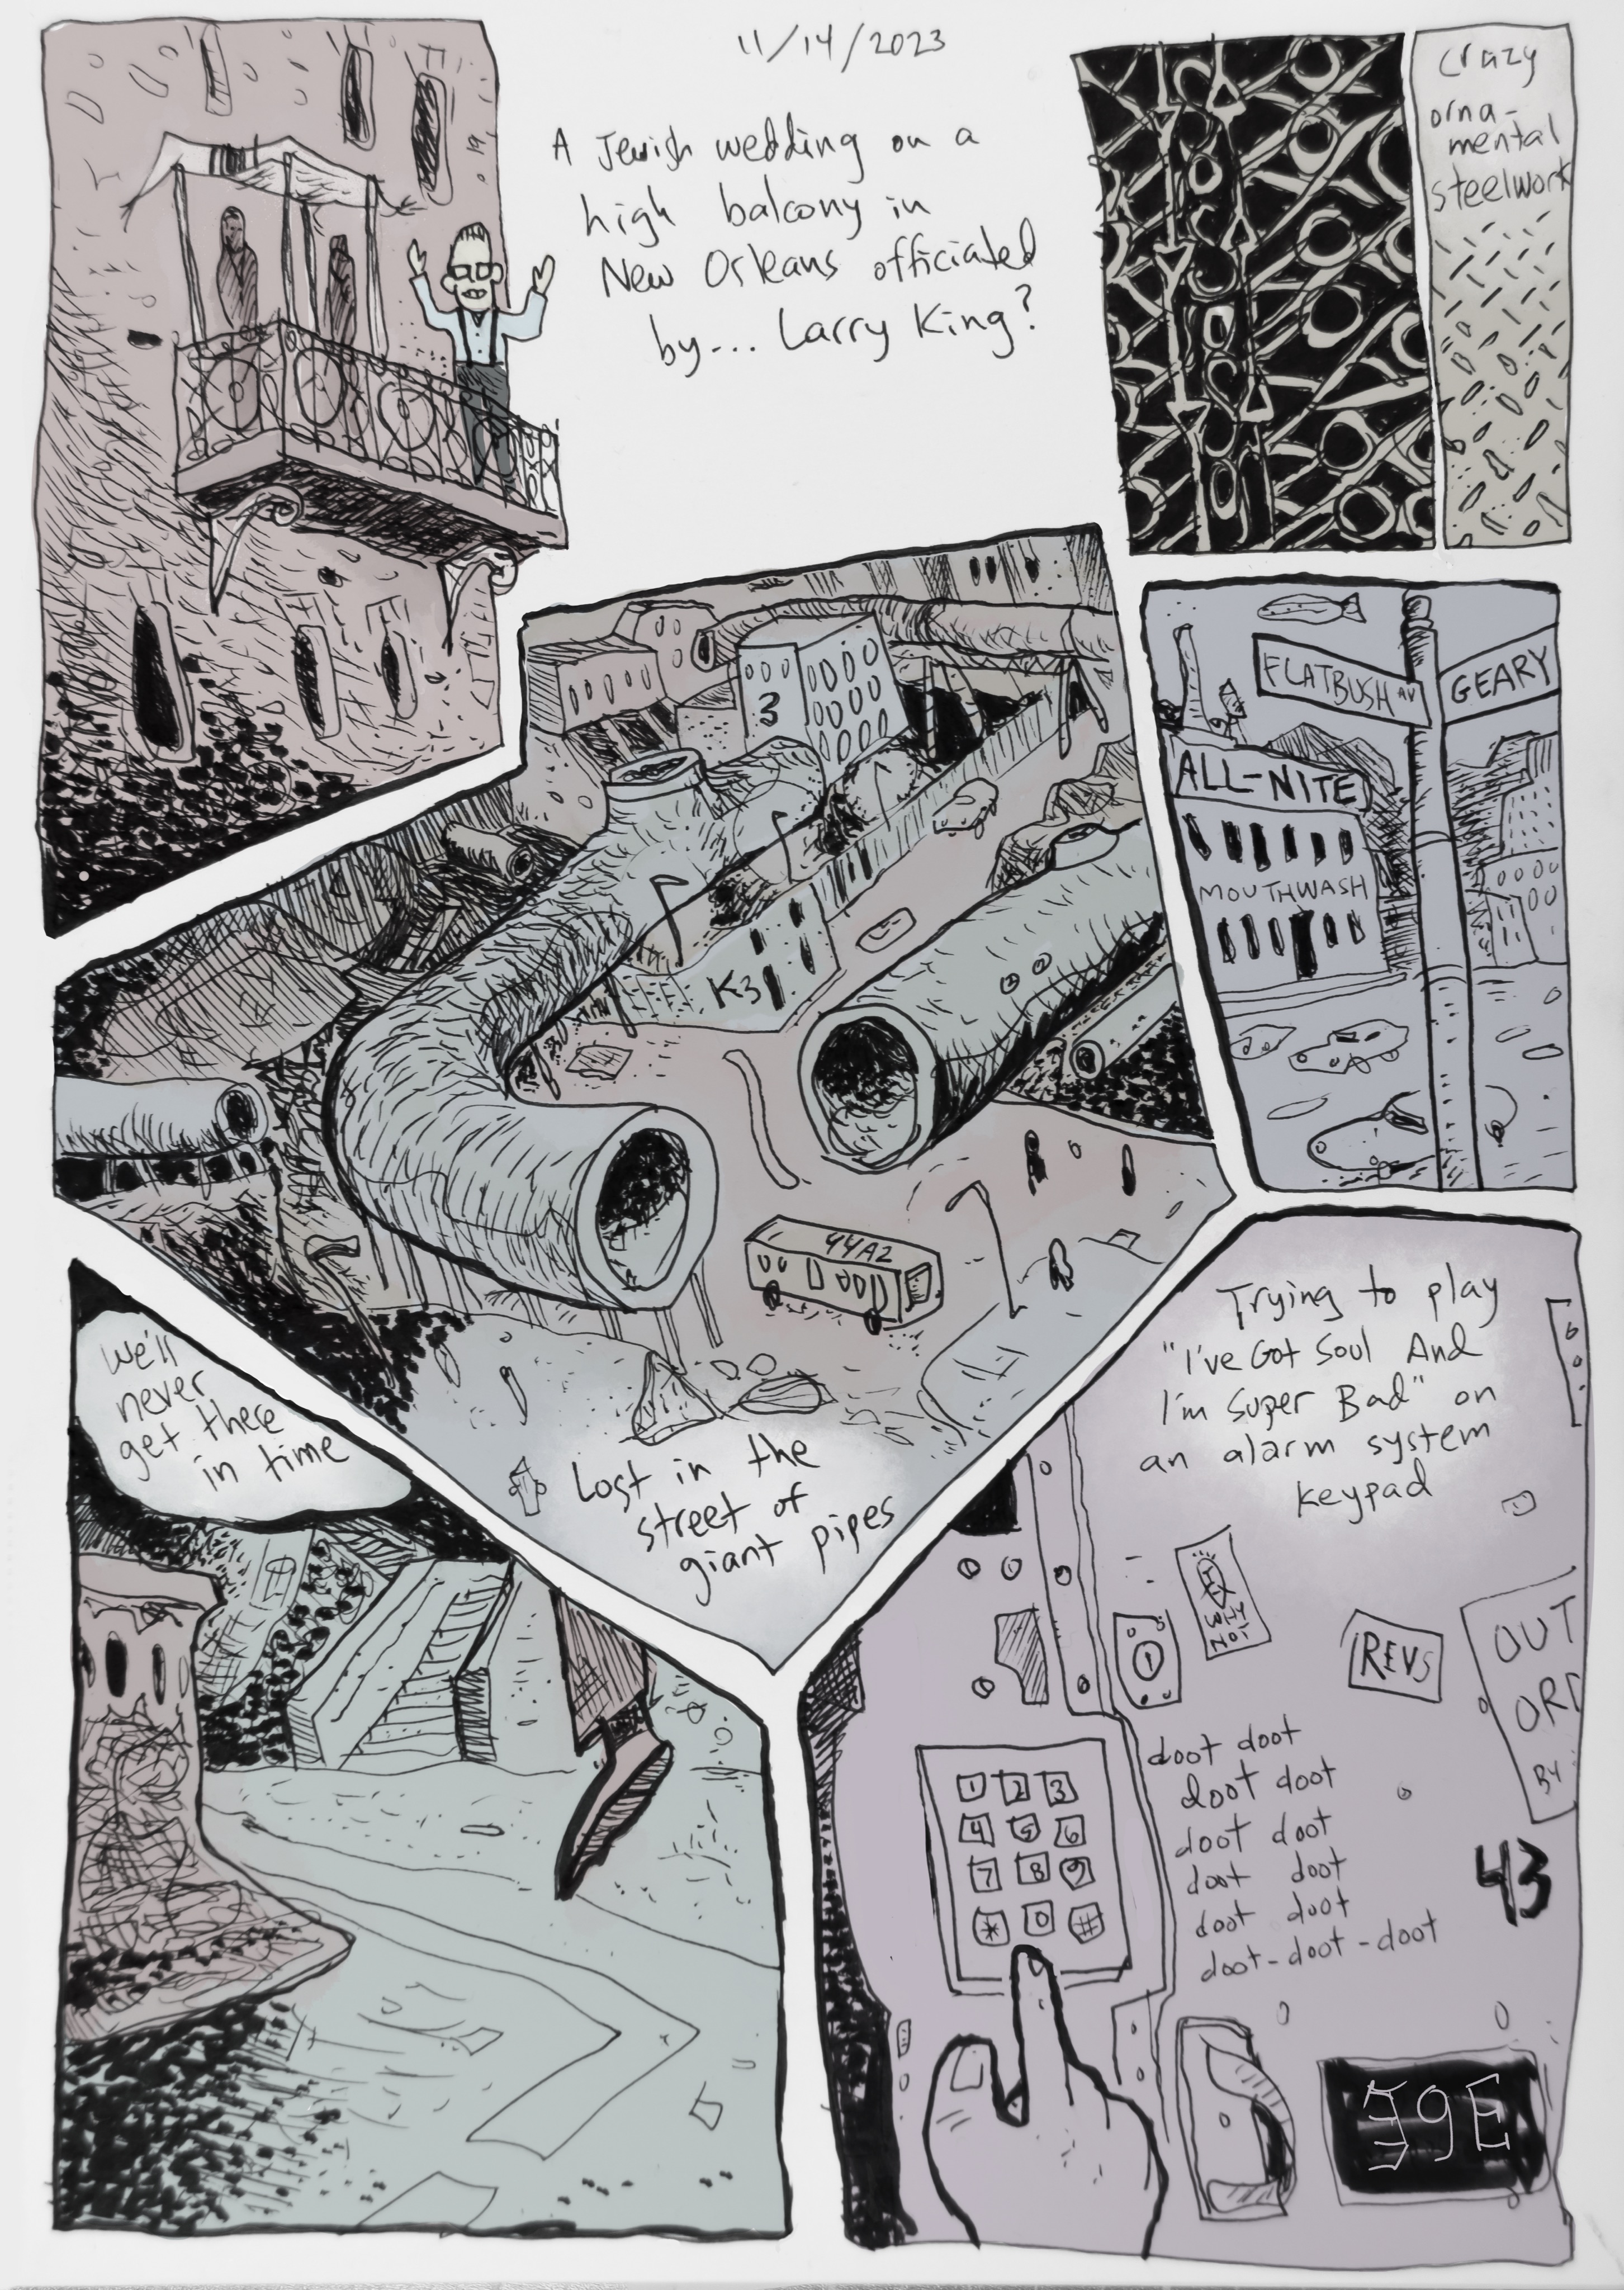 11/14/2023
A Jewish wedding on a
high balcony in
New Orleans officiated
by... Larry King?
crazy
orna-
mental
steelwork
3
K3
44A2
Lost in the
street of
giant pipes
FLATBUSH AV
GEARY
ALL-NITE
MOUTHWASH
We'll
never
get there
in time
Trying to play
"I've Got Soul And
I'm Super Bad" on
an alarm system
keypad
WHY
NOT
REVS
OUT
ORD
BY
doot doot
doot doot
doot doot
doot doot
doot doot
doot-doot-doot
1 2 3
4 5 6
7 8 9
* 0 #
43